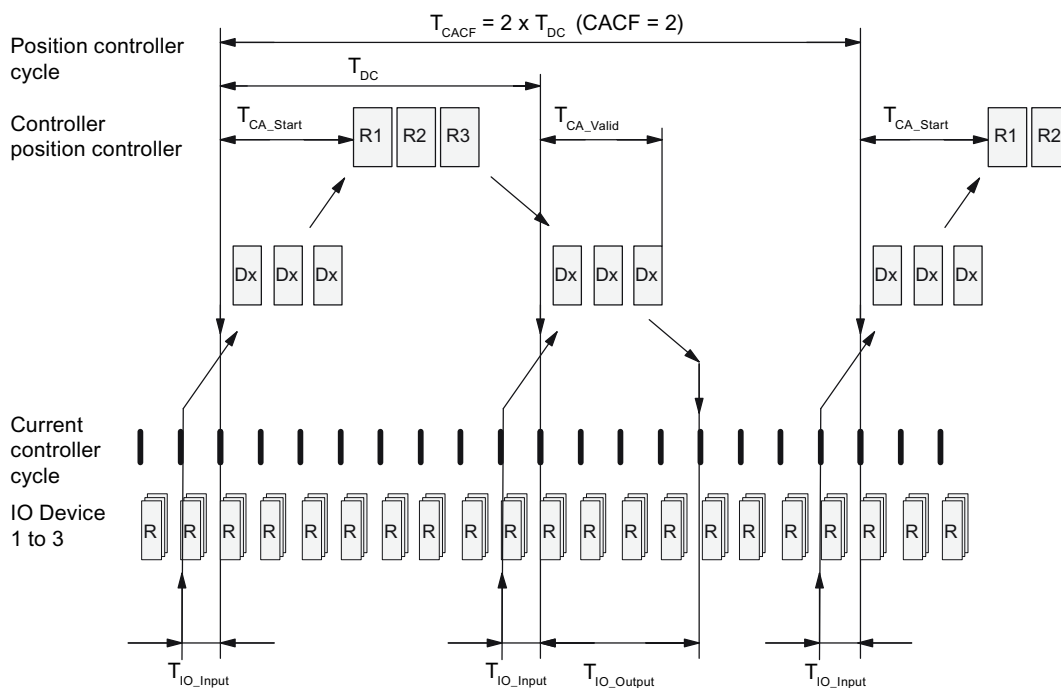 T_CACF = 2 x T_DC (CACF = 2)
Position controller
cycle
T_DC
Controller
position controller
T_CA_Start
R1 R2 R3
T_CA_Valid
T_CA_Start
R1 R2
Dx Dx Dx
Dx Dx Dx
Dx Dx Dx
Current
controller
cycle
IO Device
1 to 3
R R R R R R R R R R R R R R R R R R R R R
T_IO_Input
T_IO_Input
T_IO_Output
T_IO_Input